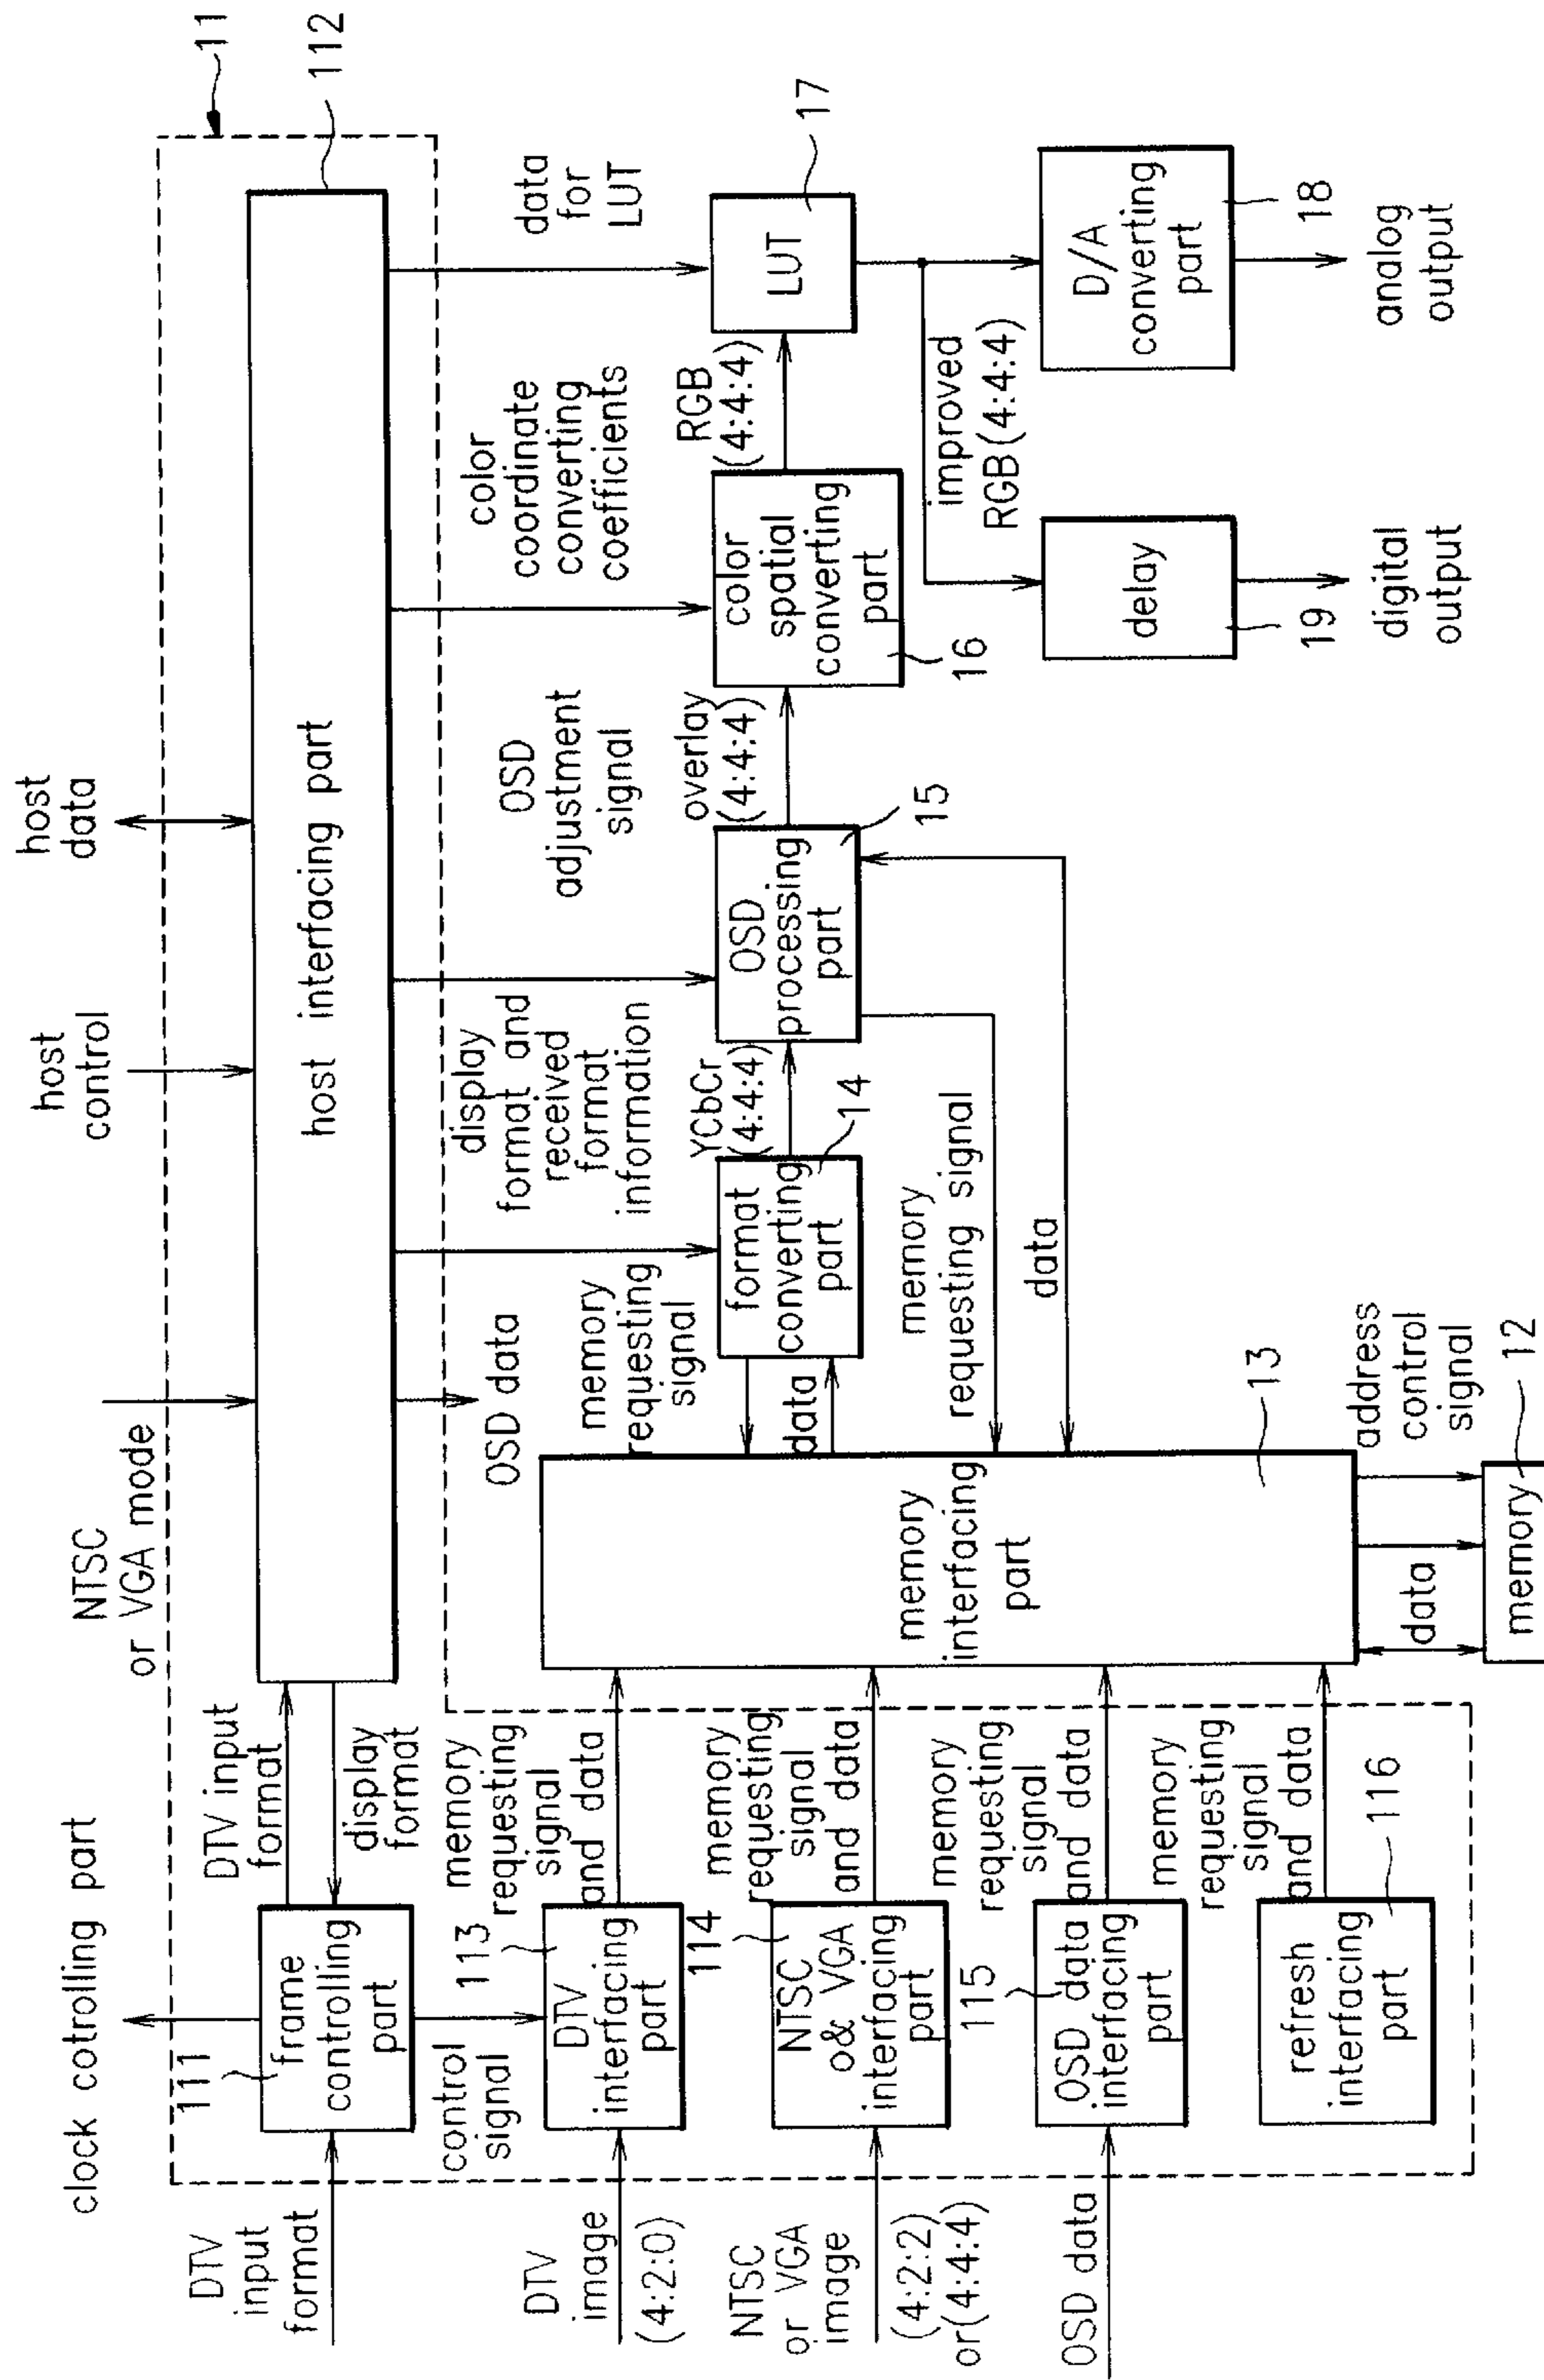 11
112
host
data
host
control
NTSC
or VGA mode
clock cotrolling part
host interfacing part
DTV input
format
display
format
111
frame
controlling
part
DTV
input
format
control
signal
OSD data
display
format and
received
format
information
OSD
adjustment
signal
color
coordinate
converting
coefficients
data
for
LUT
DTV
image
(4:2:0)
113
DTV
interfacing
part
memory
requesting
signal
and data
NTSC
or VGA
image
(4:2:2)
or(4:4:4)
114
NTSC
o& VGA
interfacing
part
memory
requesting
signal
and data
OSD data
115
OSD data
interfacing
part
memory
requesting
signal
and data
refresh
interfacing
part
116
memory
requesting
signal
and data
memory
interfacing
part
13
memory
requesting
signal
data
format
converting
part
14
YCbCr
(4:4:4)
OSD
processing
part
15
overlay
(4:4:4)
color
spatial
converting
part
16
RGB
(4:4:4)
LUT
17
memory
requesting signal
data
improved
RGB(4:4:4)
delay
19
digital
output
D/A
converting
part
18
analog
output
data
address
control
signal
memory
12